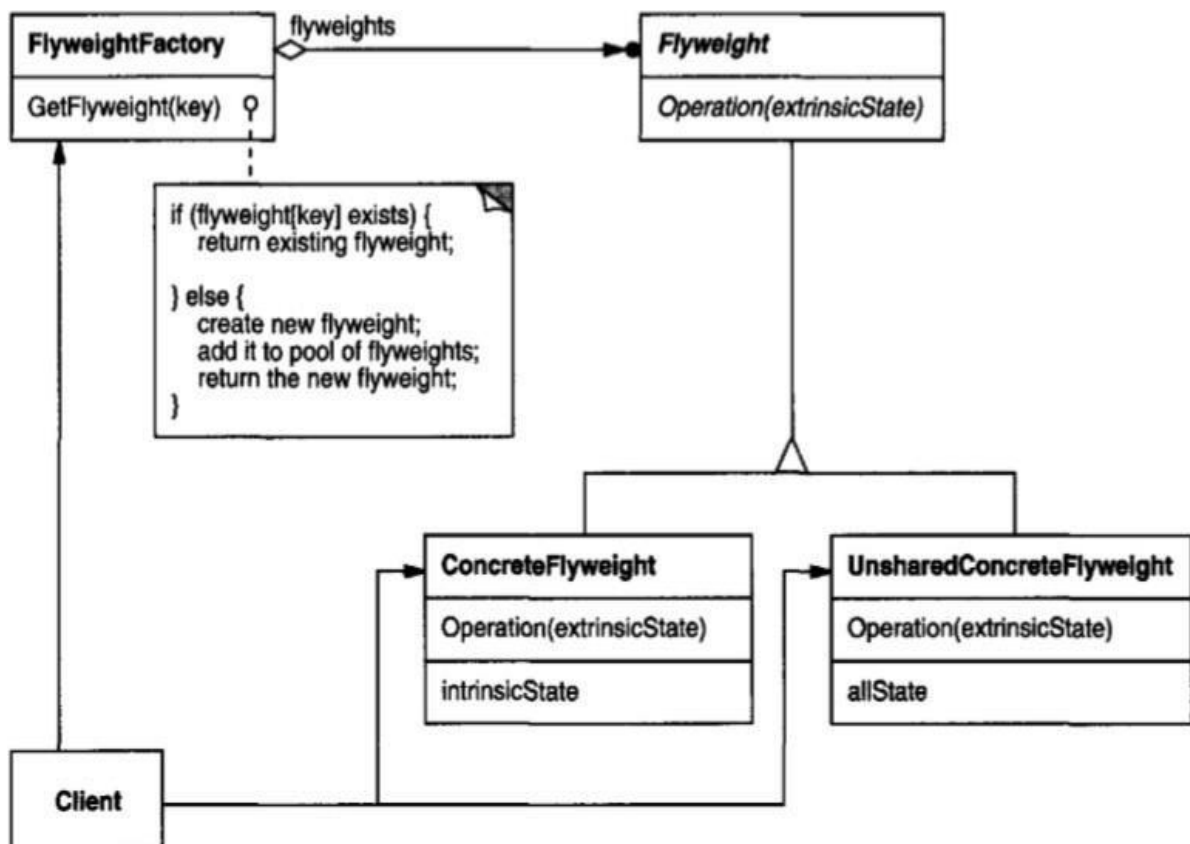 flyweights
FlyweightFactory
Flyweight
GetFlyweight(key)
Operation(extrinsicState)
if (flyweight[key] exists) {
return existing flyweight;
} else {
create new flyweight;
add it to pool of flyweights;
return the new flyweight;
}
ConcreteFlyweight
UnsharedConcreteFlyweight
Operation(extrinsicState)
Operation(extrinsicState)
intrinsicState
allState
Client